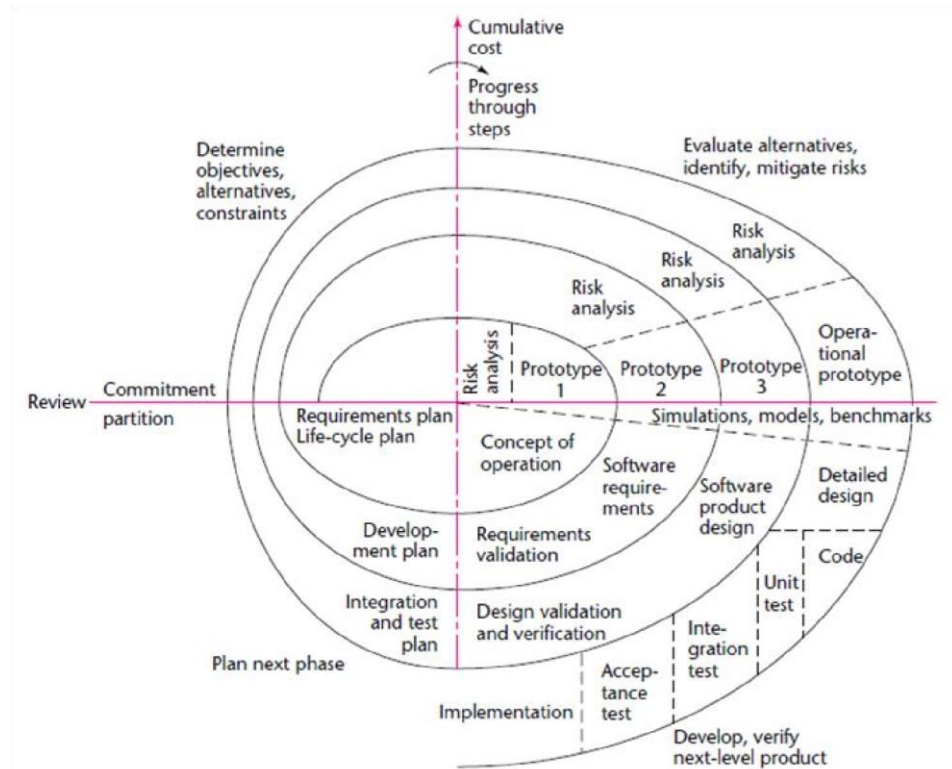 Cumulative
cost
Progress
through
steps
Determine
objectives,
alternatives,
constraints
Evaluate alternatives,
identify, mitigate risks
Risk
analysis
Risk
analysis
Risk
analysis
Risk
analysis
Prototype
1
Prototype
2
Prototype
3
Opera-
tional
prototype
Review
Commitment
partition
Requirements plan
Life-cycle plan
Simulations, models, benchmarks
Concept of
operation
Software
require-
ments
Software
product
design
Detailed
design
Develop-
ment plan
Requirements
validation
Code
Unit
test
Integration
and test
plan
Design validation
and verification
Inte-
gration
test
Plan next phase
Accep-
tance
test
Implementation
Develop, verify
next-level product